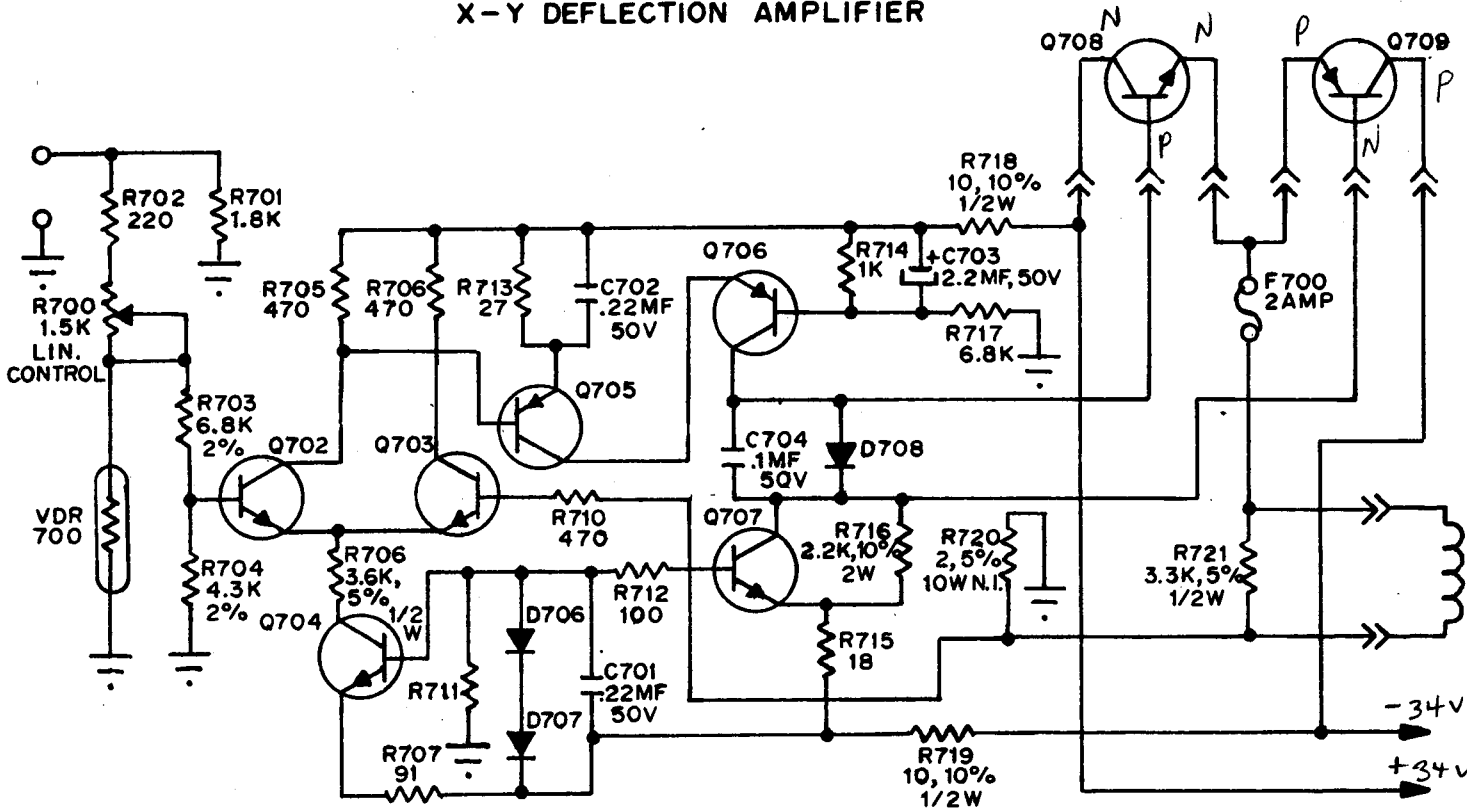 X-Y DEFLECTION AMPLIFIER
Q708
N
N
P
P
Q709
P
N
R702
220
R701
1.8K
R718
10, 10%
1/2W
R700
1.5K
LIN.
CONTROL
R705
470
R706
470
R713
27
C702
.22MF
50V
Q706
R714
1K
+
C703
2.2MF, 50V
R717
6.8K
F700
2AMP
R703
6.8K
2%
Q702
Q703
Q705
C704
.1MF
50V
D708
VDR
700
R710
470
Q707
R716
2.2K, 10%
2W
R720
2, 5%
10W N.I.
R721
3.3K, 5%
1/2W
R704
4.3K
2%
R706
3.6K,
5%
1/2
W
Q704
D706
R712
100
R715
18
R711
C701
.22MF
50V
D707
R707
91
R719
10, 10%
1/2W
-34V
+34V